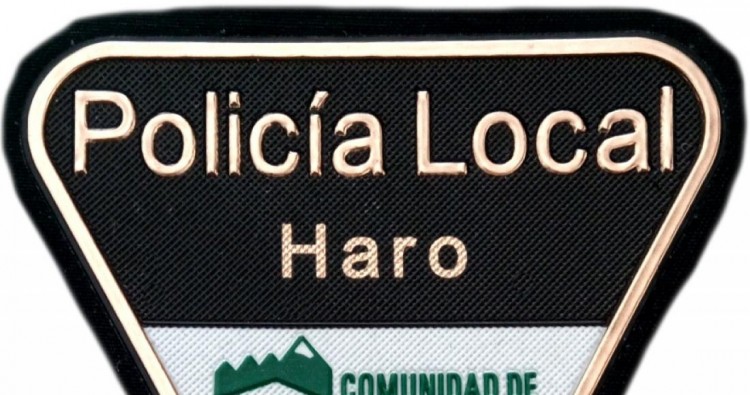 Policía Local
Haro
COMUNIDAD DE